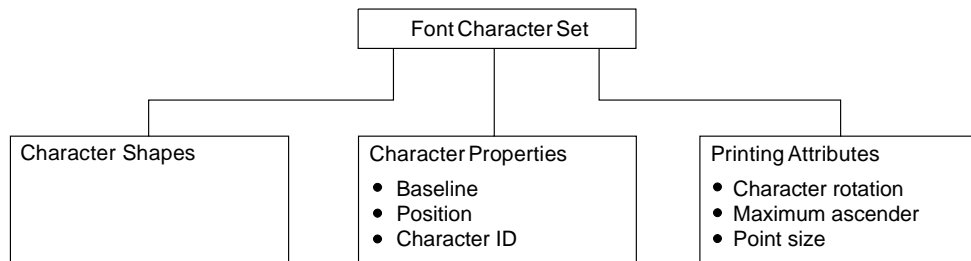 Font Character Set
Character Shapes
Character Properties
• Baseline
• Position
• Character ID
Printing Attributes
• Character rotation
• Maximum ascender
• Point size